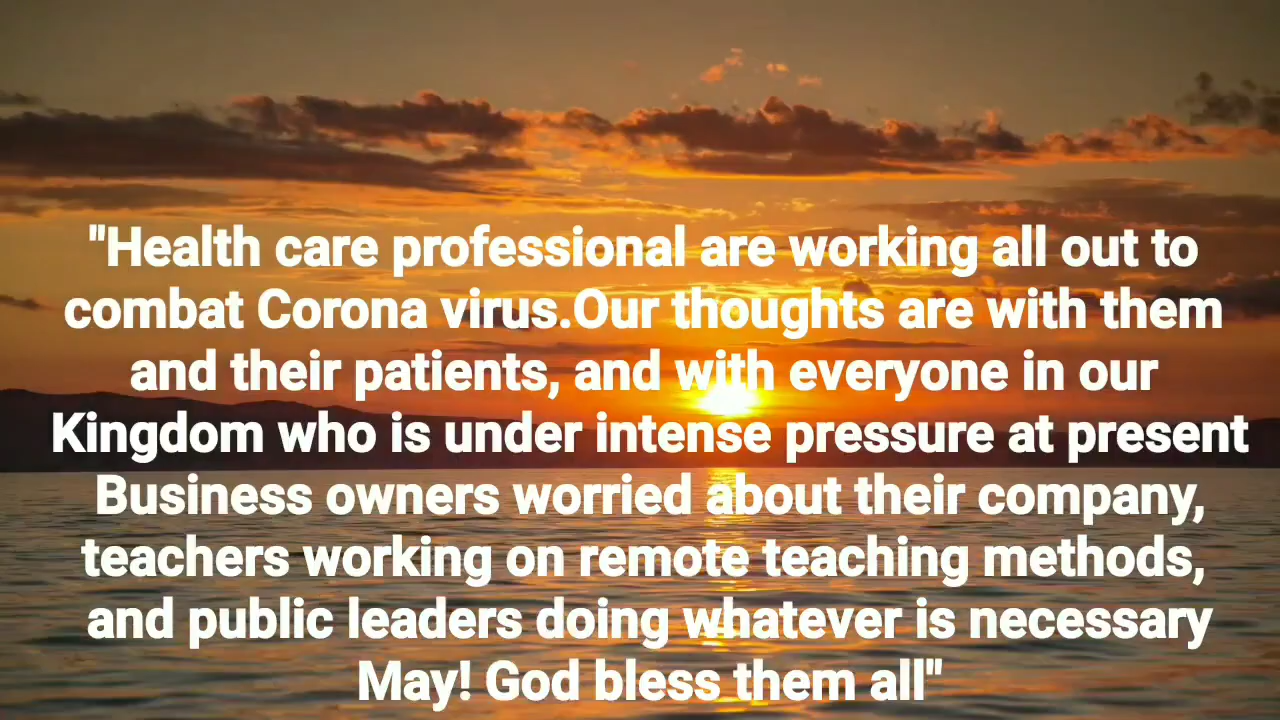 "Health care professional are working all out to
combat Corona virus.Our thoughts are with them
and their patients, and with everyone in our
Kingdom who is under intense pressure at present
Business owners worried about their company,
teachers working on remote teaching methods,
and public leaders doing whatever is necessary
May! God bless them all"